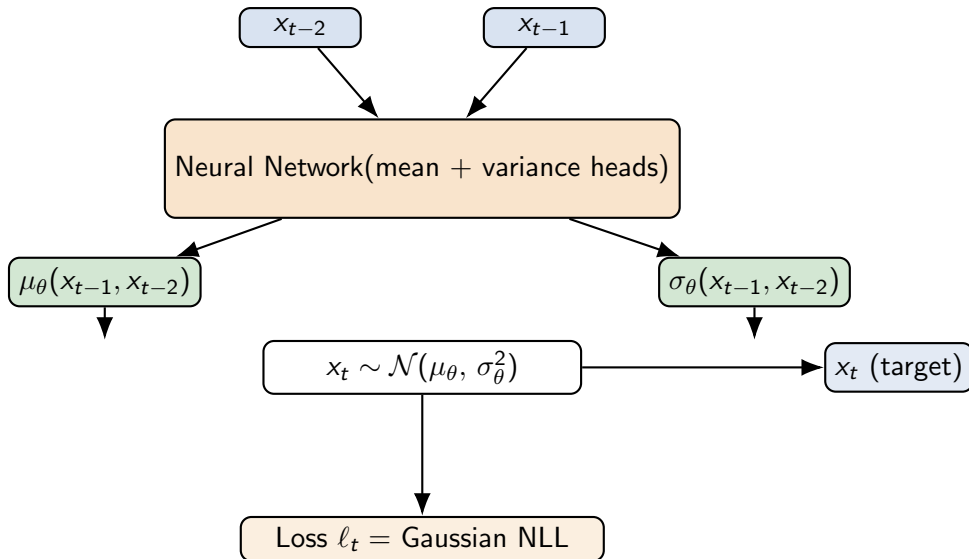 x_{t−2}
x_{t−1}
Neural Network(mean + variance heads)
μ_θ(x_{t−1}, x_{t−2})
σ_θ(x_{t−1}, x_{t−2})
x_t ∼ 𝒩(μ_θ, σ_θ^2)
x_t (target)
Loss ℓ_t = Gaussian NLL